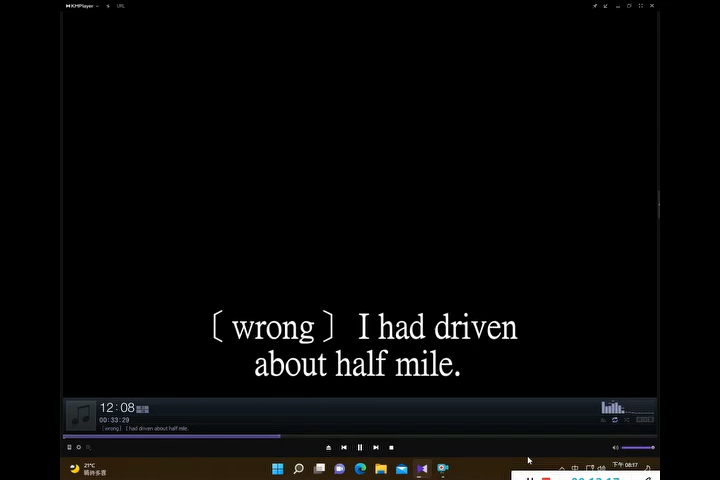 KMPlayer
URL
〔 wrong 〕 I had driven
about half mile.
12:08
00:33:29
〔wrong〕 I had driven about half mile.
21°C
中
下午 08:17